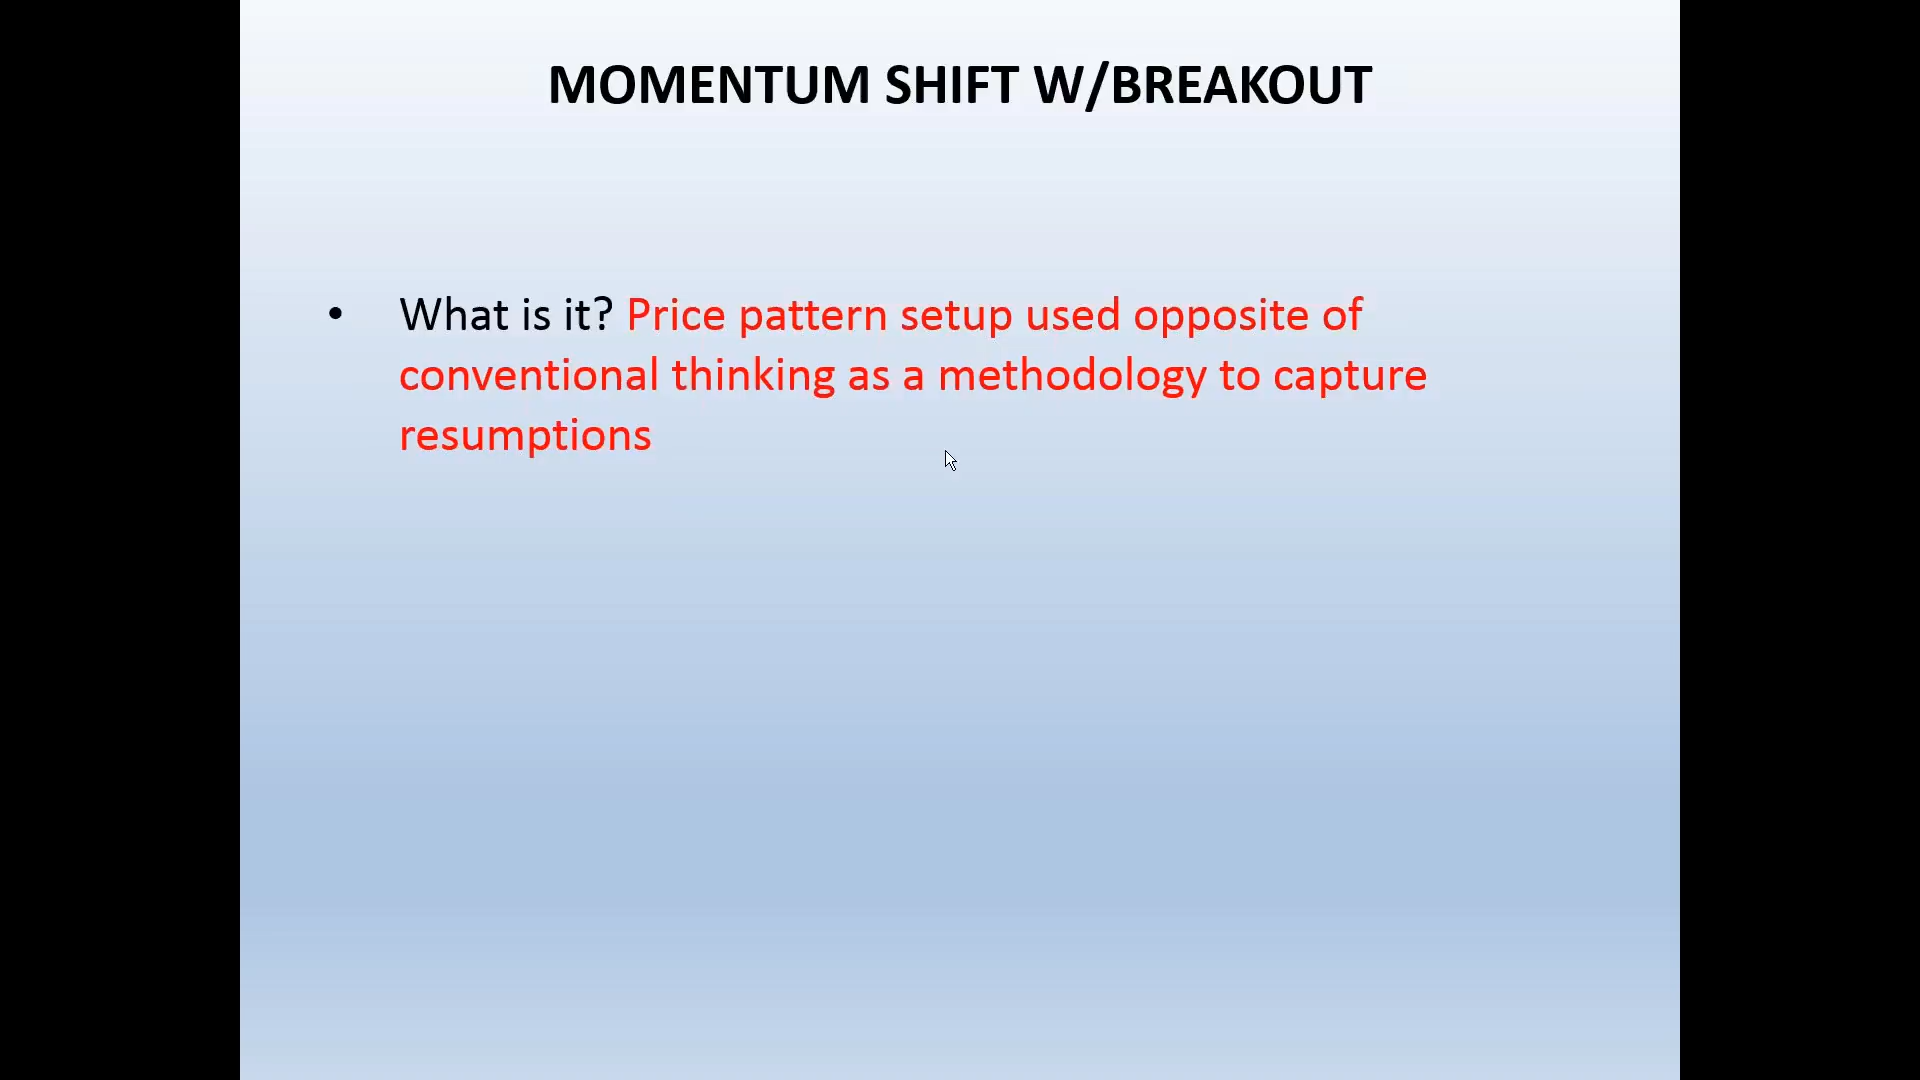 MOMENTUM SHIFT W/BREAKOUT
• What is it? Price pattern setup used opposite of
conventional thinking as a methodology to capture
resumptions